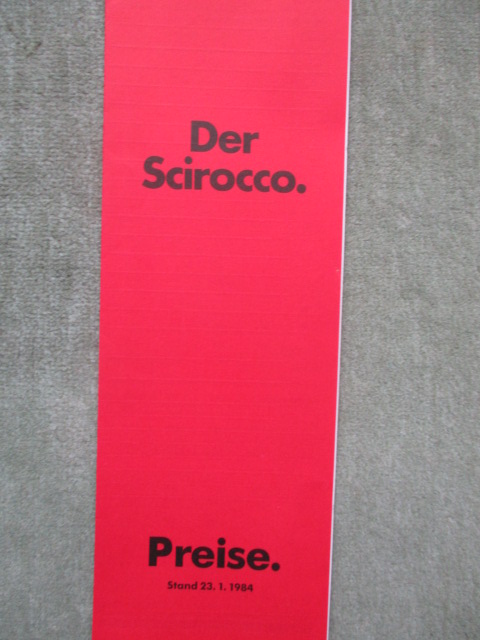 Der
Scirocco.
Preise.
Stand 23. 1. 1984